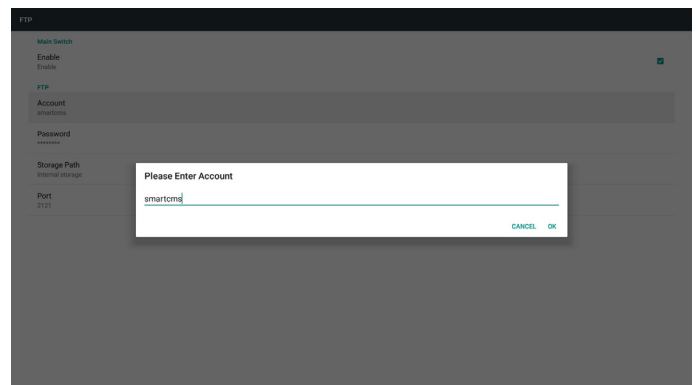 FTP
Main Switch
Enable
Enable
FTP
Account
smartcms
Password
********
Storage Path
Internal storage
Port
2121
Please Enter Account
smartcms
CANCEL OK